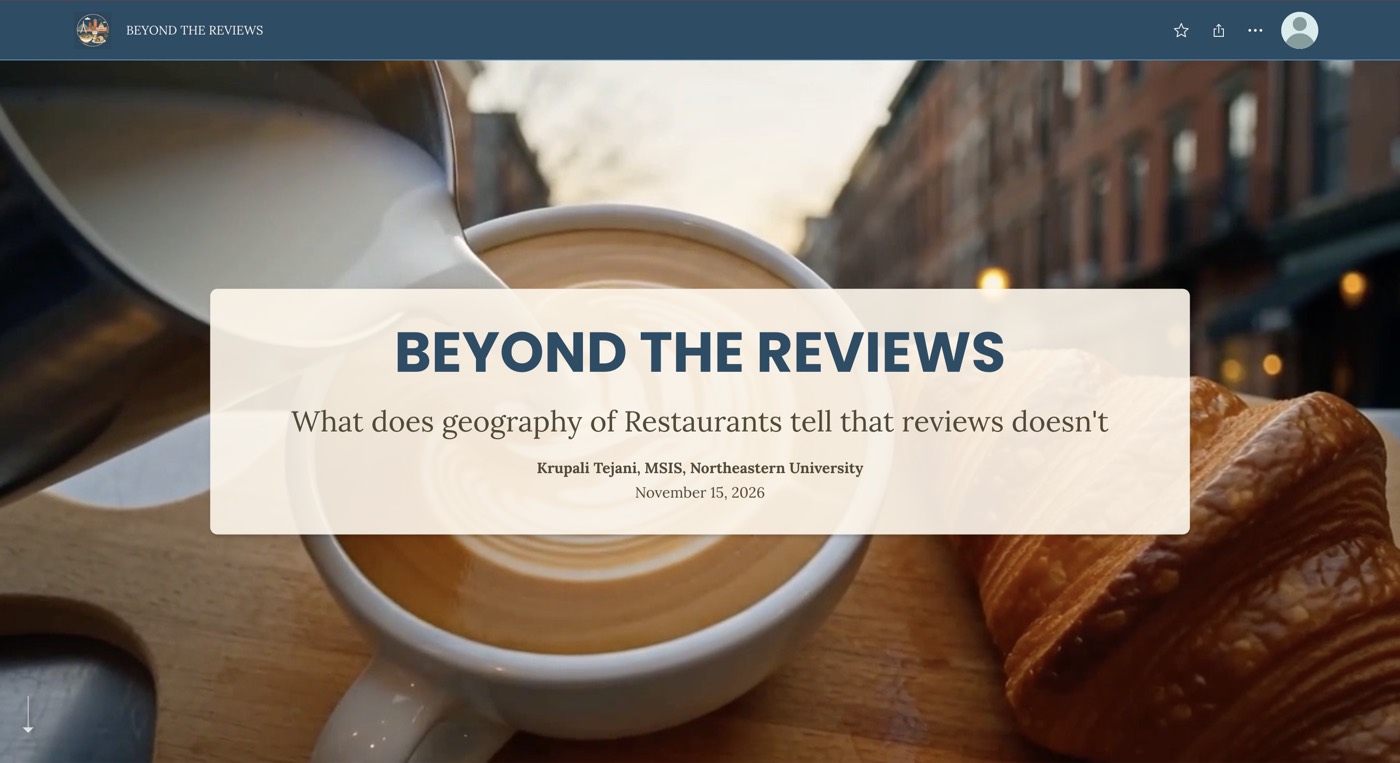 BEYOND THE REVIEWS
BEYOND THE REVIEWS
What does geography of Restaurants tell that reviews doesn't
Krupali Tejani, MSIS, Northeastern University
November 15, 2026